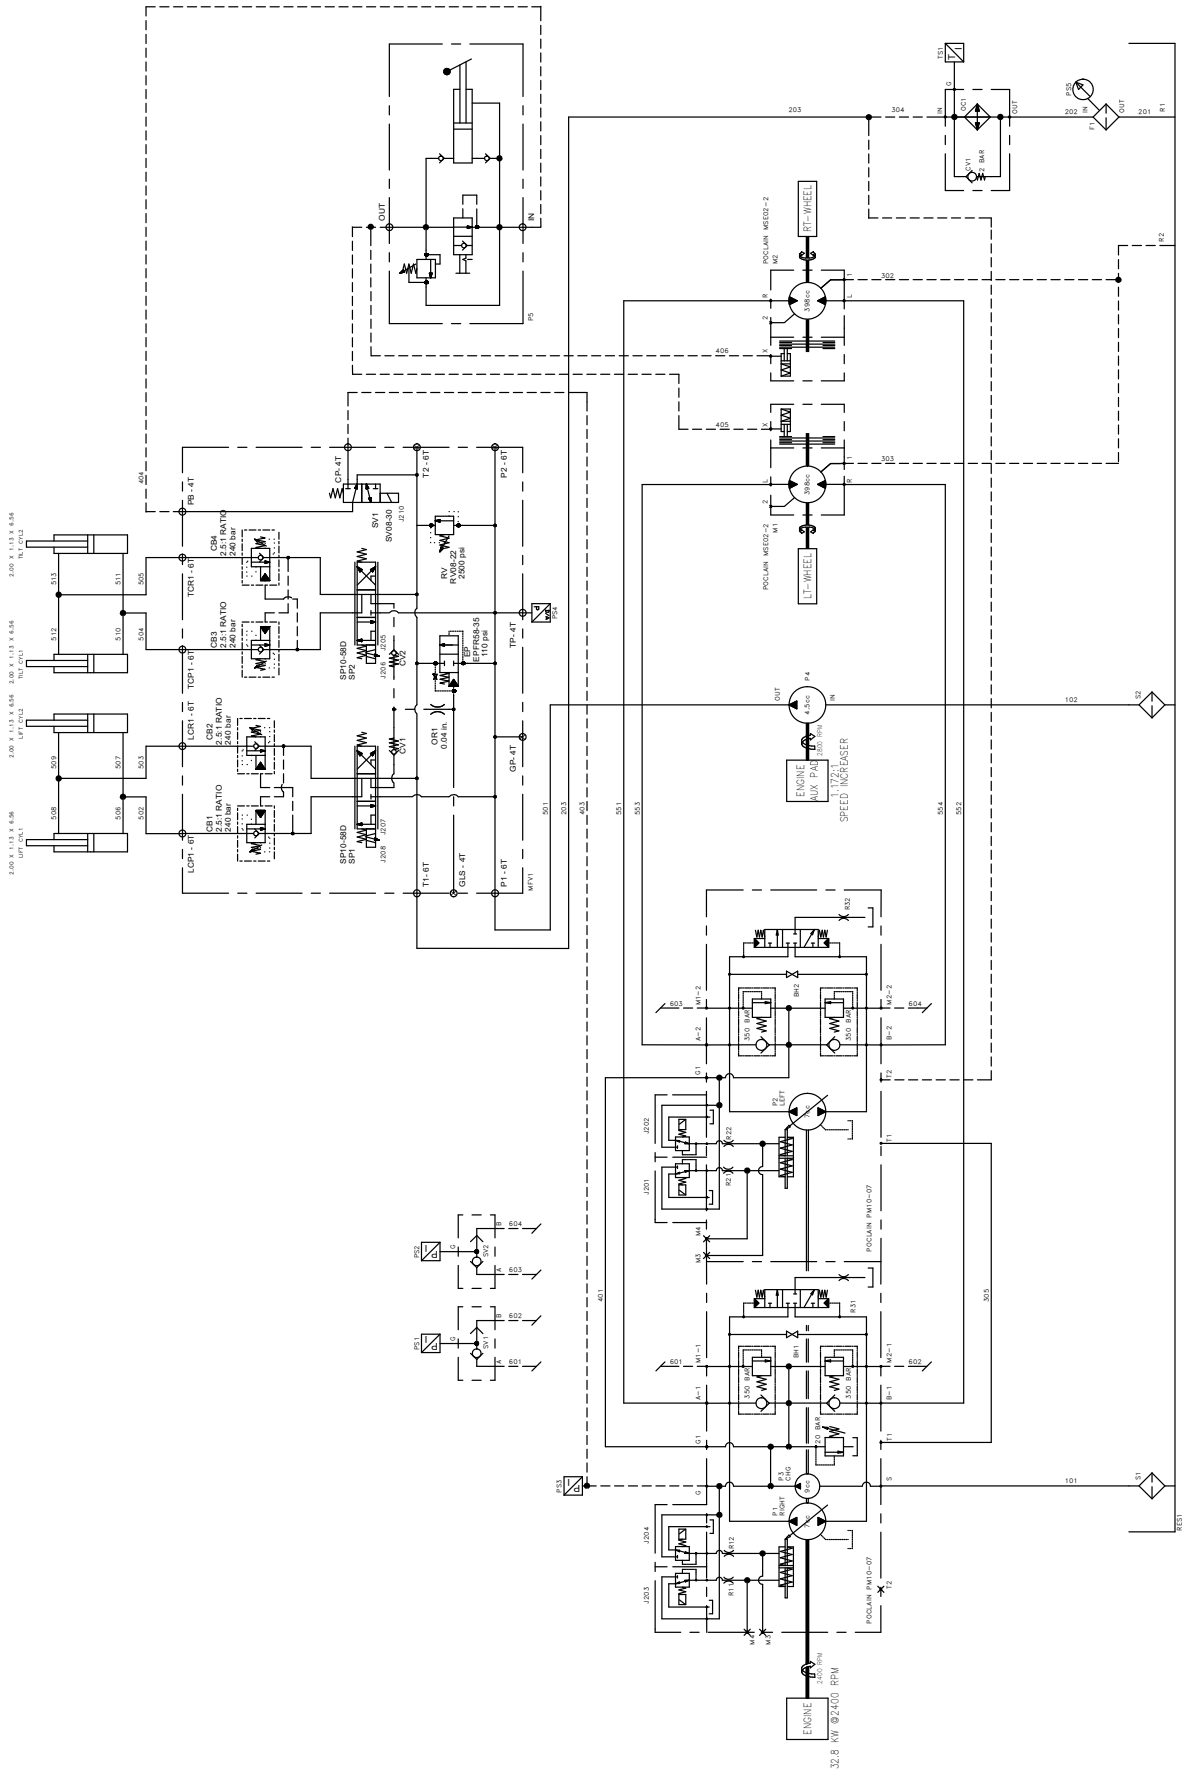 2.00 X 1.13 X 6.56
LIFT CYL1
2.00 X 1.13 X 6.56
LIFT CYL2
2.00 X 1.13 X 6.56
TILT CYL1
2.00 X 1.13 X 6.56
TILT CYL2
508
509
506
507
502
503
512
513
510
511
504
505
404
LCP1 - 6T
LCR1 - 6T
TCP1 - 6T
TCR1 - 6T
PB - 4T
CB1
2.5:1 RATIO
240 bar
CB2
2.5:1 RATIO
240 bar
CB3
2.5:1 RATIO
240 bar
CB4
2.5:1 RATIO
240 bar
CP - 4T
SP10-58D
SP1
J208
J207
CV1
SP10-58D
SP2
J206
J205
CV2
SV1
SV08-30
J210
OR1
0.04 in.
EP
EPFR58-35
110 psi
RV
RV08-22
2500 psi
T1 - 6T
GLS - 4T
P1 - 6T
MFV1
GP - 4T
TP - 4T
PS4
T2 - 6T
P2 - 6T
OUT
IN
P5
501
203
403
203
304
TS1
G
IN
OC1
OUT
CV1
2 BAR
PS5
202
IN
F1
OUT
201
R1
R2
POCLAIN MSE02-2
M2
RT-WHEEL
398cc
R
L
1
2
X
302
406
405
X
L
R
1
2
398cc
303
POCLAIN MSE02-2
M1
LT-WHEEL
551
553
554
552
OUT
P4
4.5cc
IN
2800 RPM
ENGINE
AUX PAD
1.172:1
SPEED INCREASER
102
S2
PS2
G
SV2
A
B
603
604
PS1
G
SV1
A
B
601
602
401
PS3
J202
J201
R22
R21
M4
M3
G1
A-2
603
M1-2
P2
LEFT
350 BAR
350 BAR
BH2
R32
B-2
M2-2
604
T2
T1
POCLAIN PM10-07
305
J204
J203
R12
R11
M4
M3
G
G1
A-1
601
M1-1
P1
RIGHT
P3
CHG
9cc
20 BAR
350 BAR
350 BAR
BH1
R31
B-1
M2-1
602
T1
S
T2
POCLAIN PM10-07
101
S1
RES1
ENGINE
2400 RPM
32.8 KW @2400 RPM